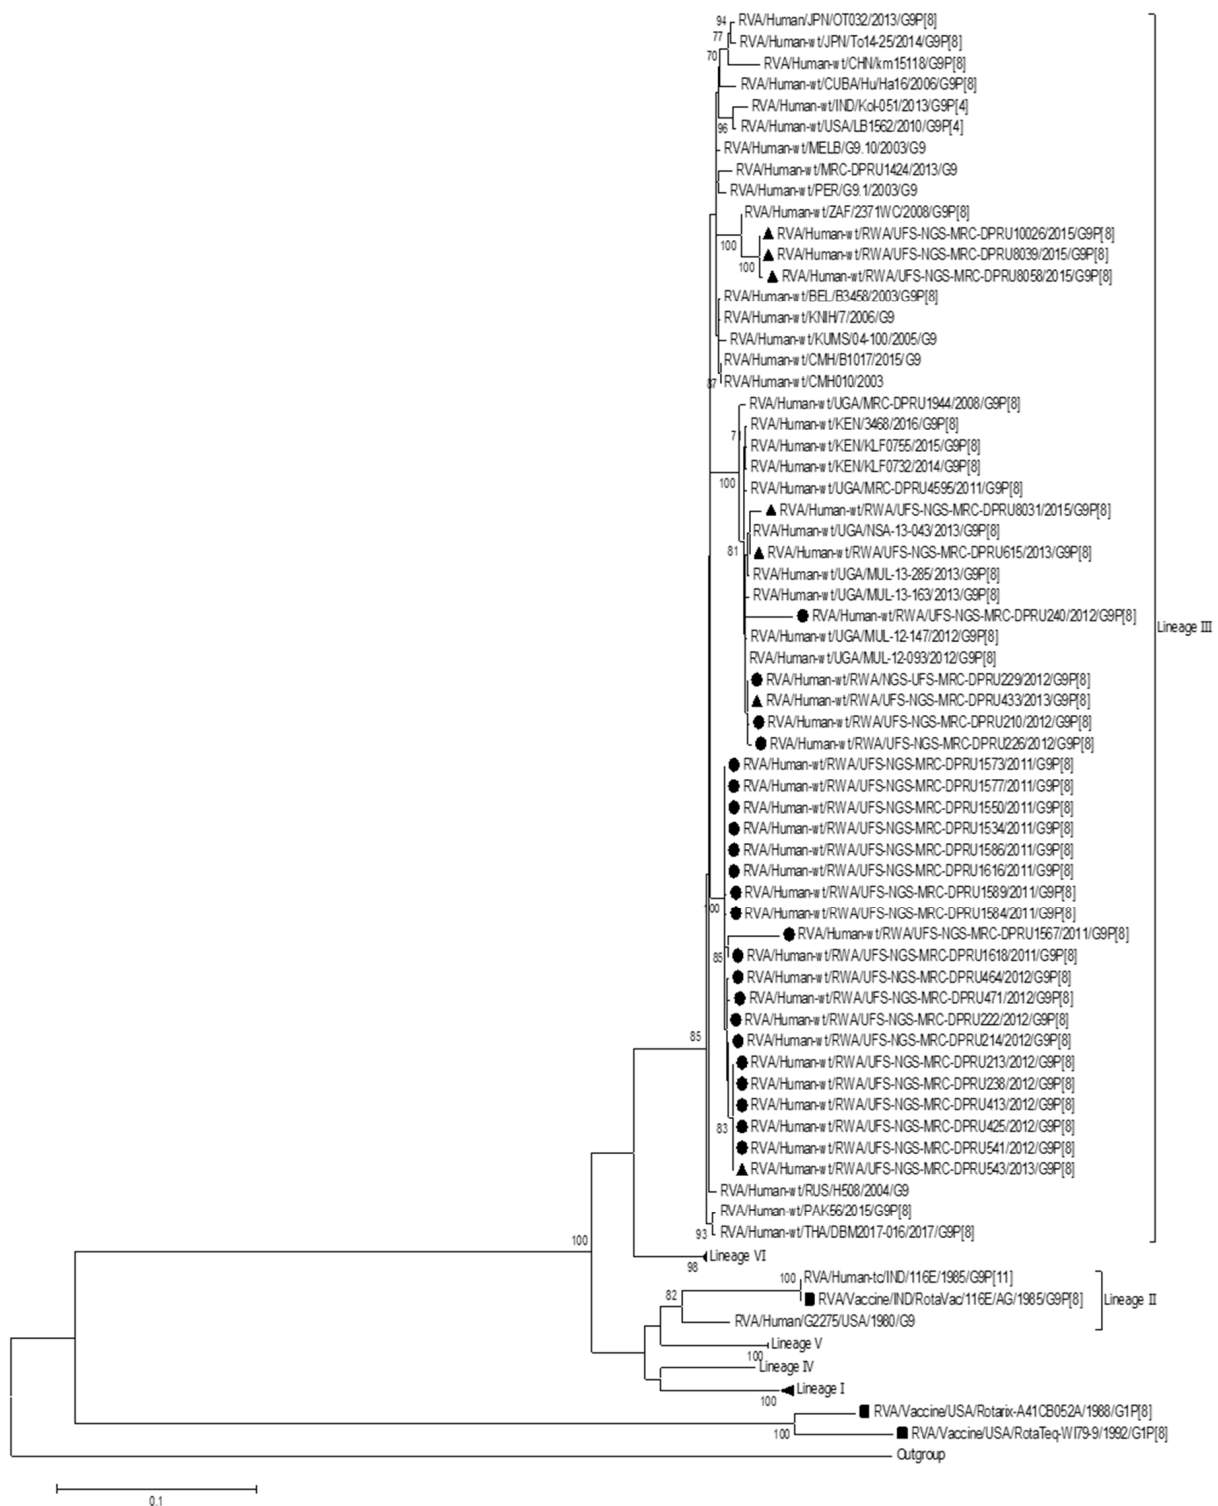 94
RVA/Human/JPN/OT032/2013/G9P[8]
77
RVA/Human-wt/JPN/To14-25/2014/G9P[8]
70
RVA/Human-wt/CHN/km15118/G9P[8]
RVA/Human-wt/CUBA/Hu/Ha16/2006/G9P[8]
RVA/Human-wt/IND/Kol-051/2013/G9P[4]
96
RVA/Human-wt/USA/LB1562/2010/G9P[4]
RVA/Human-wt/MELB/G9.10/2003/G9
RVA/Human-wt/MRC-DPRU1424/2013/G9
RVA/Human-wt/PER/G9.1/2003/G9
RVA/Human-wt/ZAF/2371WC/2008/G9P[8]
RVA/Human-wt/RWA/UFS-NGS-MRC-DPRU10026/2015/G9P[8]
100
RVA/Human-wt/RWA/UFS-NGS-MRC-DPRU8039/2015/G9P[8]
100
RVA/Human-wt/RWA/UFS-NGS-MRC-DPRU8058/2015/G9P[8]
RVA/Human-wt/BEL/B3458/2003/G9P[8]
RVA/Human-wt/KNIH/7/2006/G9
RVA/Human-wt/KUMS/04-100/2005/G9
RVA/Human-wt/CMH/B1017/2015/G9
RVA/Human-wt/CMH010/2003
RVA/Human-wt/UGA/MRC-DPRU1944/2008/G9P[8]
RVA/Human-wt/KEN/3468/2016/G9P[8]
RVA/Human-wt/KEN/KLF0755/2015/G9P[8]
RVA/Human-wt/KEN/KLF0732/2014/G9P[8]
100
RVA/Human-wt/UGA/MRC-DPRU4595/2011/G9P[8]
RVA/Human-wt/RWA/UFS-NGS-MRC-DPRU8031/2015/G9P[8]
RVA/Human-wt/UGA/NSA-13-043/2013/G9P[8]
81
RVA/Human-wt/RWA/UFS-NGS-MRC-DPRU615/2013/G9P[8]
RVA/Human-wt/UGA/MUL-13-285/2013/G9P[8]
RVA/Human-wt/UGA/MUL-13-163/2013/G9P[8]
RVA/Human-wt/RWA/UFS-NGS-MRC-DPRU240/2012/G9P[8]
Lineage III
RVA/Human-wt/UGA/MUL-12-147/2012/G9P[8]
RVA/Human-wt/UGA/MUL-12-093/2012/G9P[8]
RVA/Human-wt/RWA/NGS-UFS-MRC-DPRU229/2012/G9P[8]
RVA/Human-wt/RWA/UFS-NGS-MRC-DPRU433/2013/G9P[8]
RVA/Human-wt/RWA/UFS-NGS-MRC-DPRU210/2012/G9P[8]
RVA/Human-wt/RWA/UFS-NGS-MRC-DPRU226/2012/G9P[8]
RVA/Human-wt/RWA/UFS-NGS-MRC-DPRU1573/2011/G9P[8]
RVA/Human-wt/RWA/UFS-NGS-MRC-DPRU1577/2011/G9P[8]
RVA/Human-wt/RWA/UFS-NGS-MRC-DPRU1550/2011/G9P[8]
RVA/Human-wt/RWA/UFS-NGS-MRC-DPRU1534/2011/G9P[8]
RVA/Human-wt/RWA/UFS-NGS-MRC-DPRU1586/2011/G9P[8]
RVA/Human-wt/RWA/UFS-NGS-MRC-DPRU1616/2011/G9P[8]
RVA/Human-wt/RWA/UFS-NGS-MRC-DPRU1589/2011/G9P[8]
RVA/Human-wt/RWA/UFS-NGS-MRC-DPRU1584/2011/G9P[8]
RVA/Human-wt/RWA/UFS-NGS-MRC-DPRU1567/2011/G9P[8]
85
RVA/Human-wt/RWA/UFS-NGS-MRC-DPRU1618/2011/G9P[8]
RVA/Human-wt/RWA/UFS-NGS-MRC-DPRU464/2012/G9P[8]
RVA/Human-wt/RWA/UFS-NGS-MRC-DPRU471/2012/G9P[8]
RVA/Human-wt/RWA/UFS-NGS-MRC-DPRU222/2012/G9P[8]
85
RVA/Human-wt/RWA/UFS-NGS-MRC-DPRU214/2012/G9P[8]
RVA/Human-wt/RWA/UFS-NGS-MRC-DPRU213/2012/G9P[8]
RVA/Human-wt/RWA/UFS-NGS-MRC-DPRU238/2012/G9P[8]
RVA/Human-wt/RWA/UFS-NGS-MRC-DPRU413/2012/G9P[8]
83
RVA/Human-wt/RWA/UFS-NGS-MRC-DPRU425/2012/G9P[8]
RVA/Human-wt/RWA/UFS-NGS-MRC-DPRU541/2012/G9P[8]
RVA/Human-wt/RWA/UFS-NGS-MRC-DPRU543/2013/G9P[8]
RVA/Human-wt/RUS/H508/2004/G9
RVA/Human-wt/PAK56/2015/G9P[8]
93
RVA/Human-wt/THA/DBM2017-016/2017/G9P[8]
100
Lineage VI
98
100
RVA/Human-tc/IND/116E/1985/G9P[11]
82
RVA/Vaccine/IND/RotaVac/116E/AG/1985/G9P[8]
Lineage II
RVA/Human/G2275/USA/1980/G9
Lineage V
100
Lineage IV
Lineage I
100
RVA/Vaccine/USA/Rotarix-A41CB052A/1988/G1P[8]
100
RVA/Vaccine/USA/RotaTeq-WI79-9/1992/G1P[8]
Outgroup
0.1